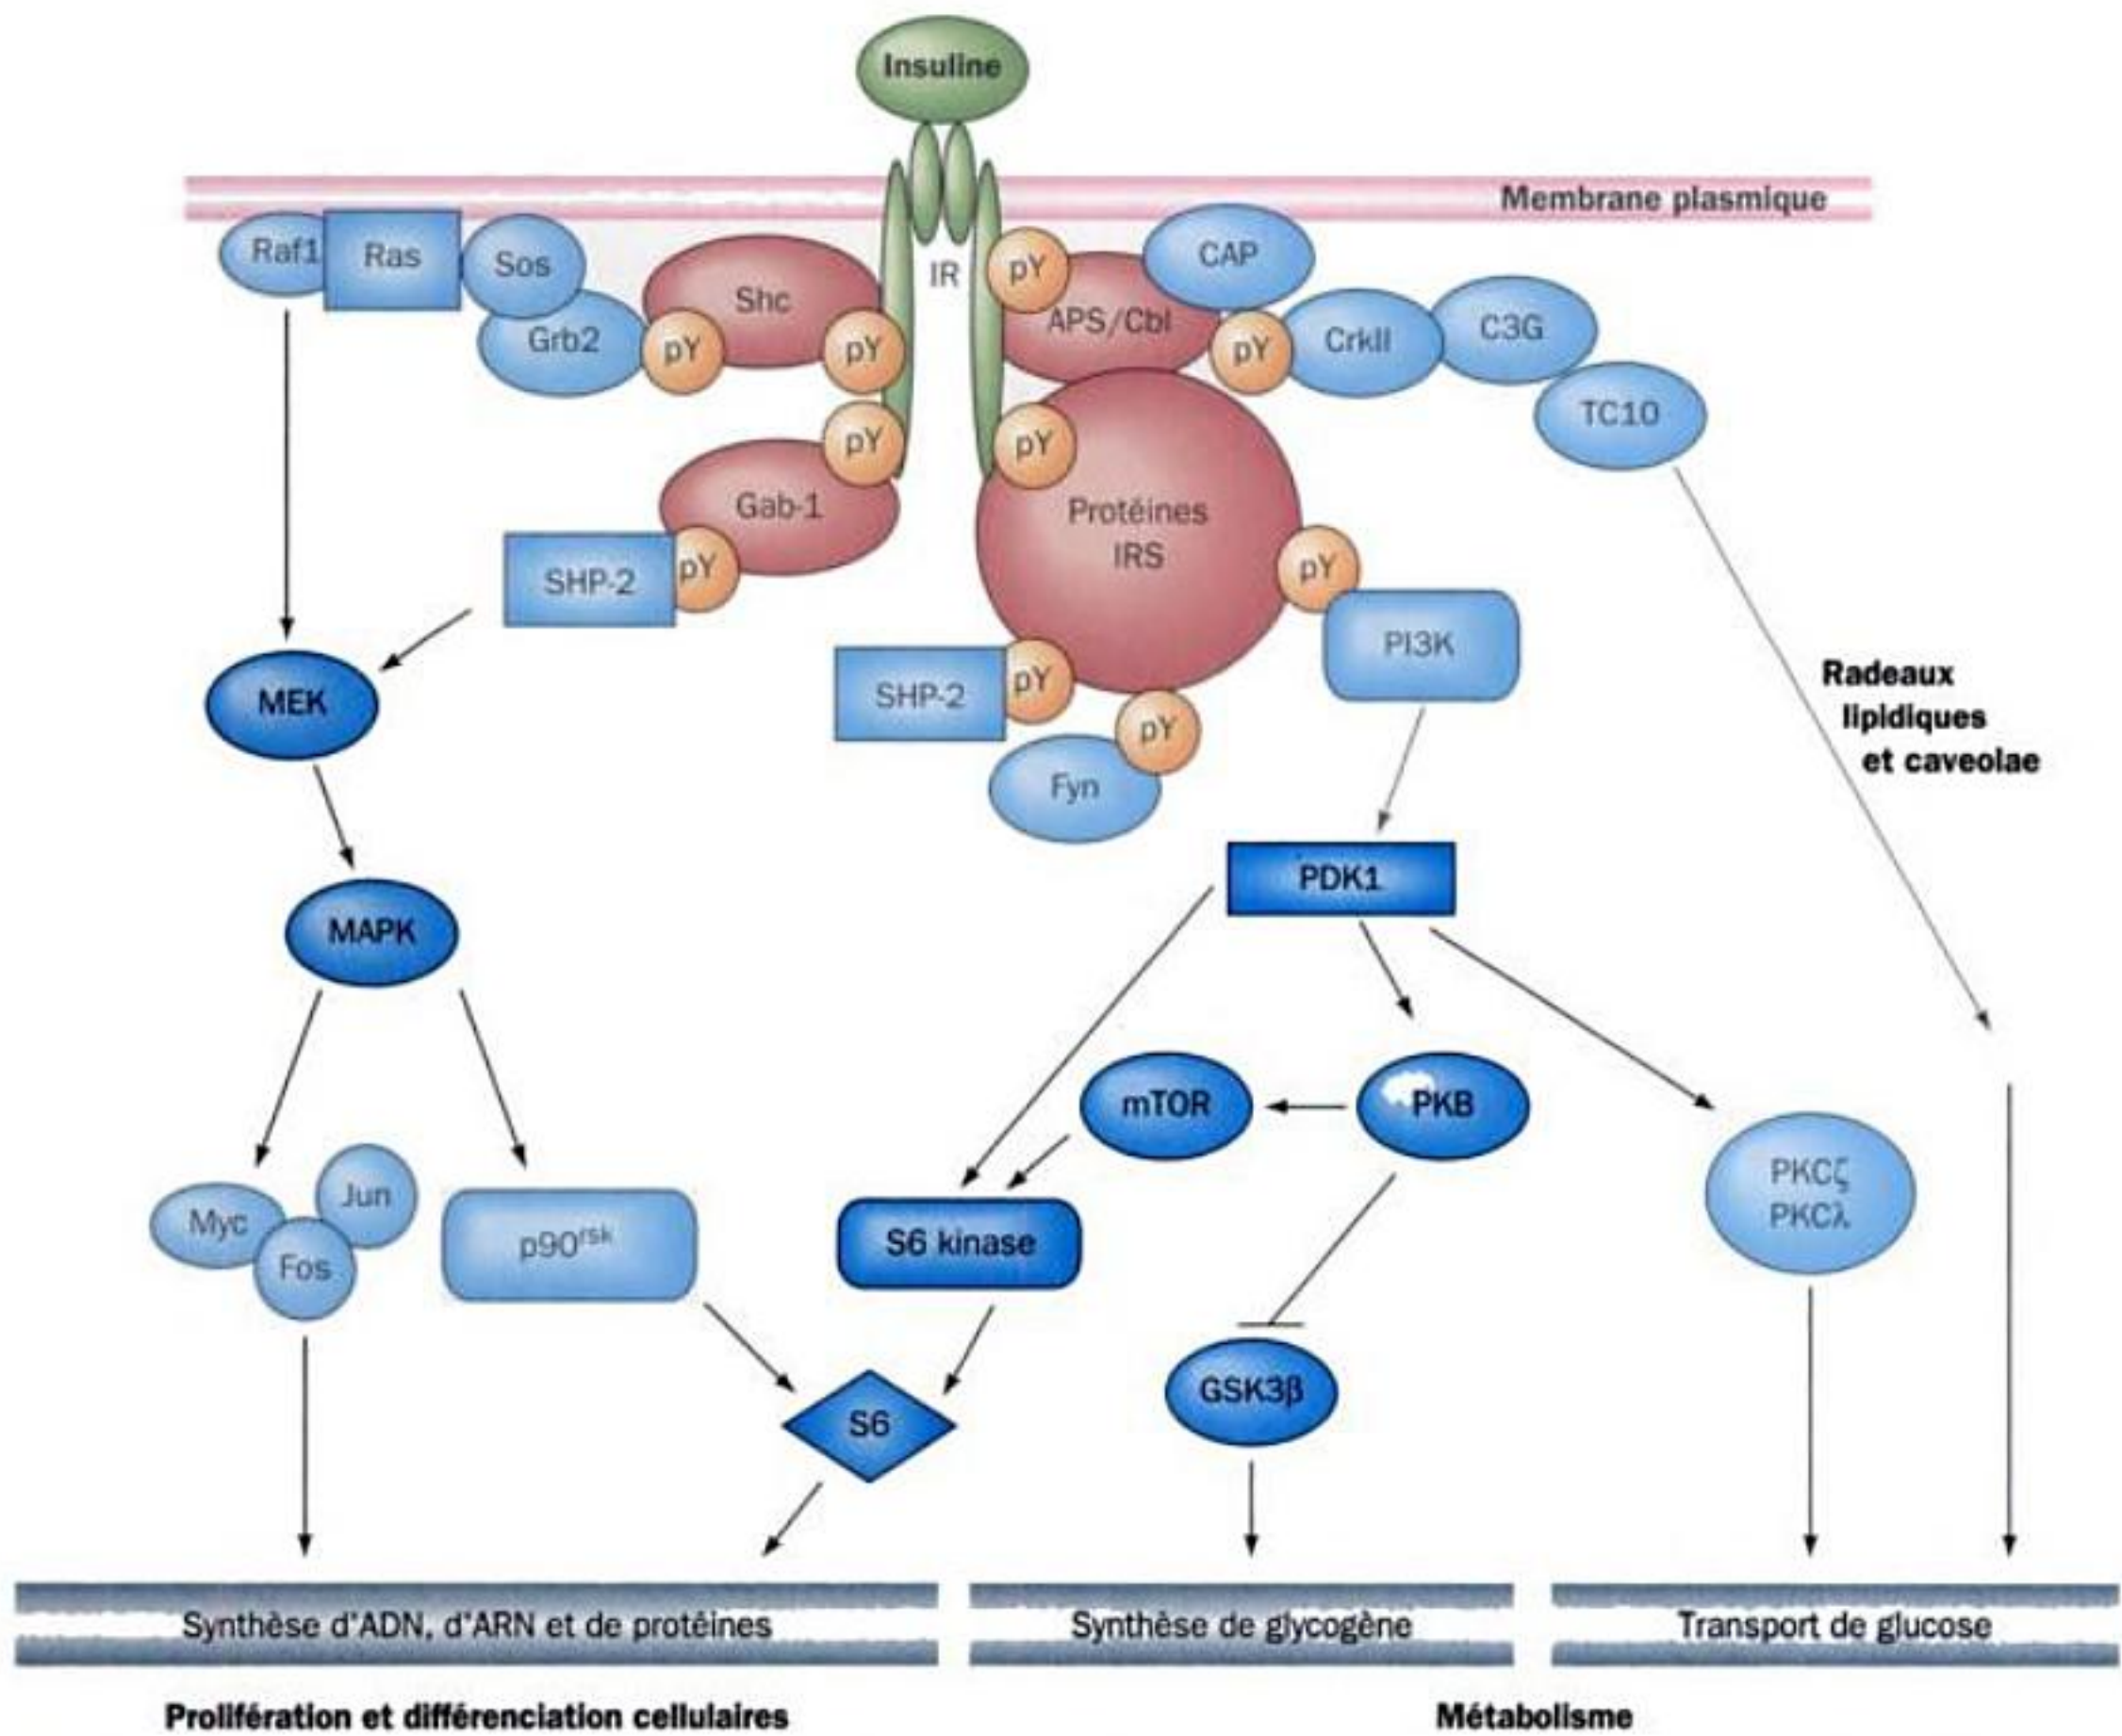 Insuline
Membrane plasmique
Raf1
Ras
Sos
Grb2
pY
Shc
pY
IR
pY
APS/Cbl
CAP
pY
CrkII
C3G
TC10
pY
Gab-1
pY
SHP-2
pY
Protéines
IRS
pY
PI3K
SHP-2
pY
pY
Fyn
Radeaux
lipidiques
et caveolae
MEK
MAPK
PDK1
mTOR
PKB
PKCζ
PKCλ
Myc
Jun
Fos
p90rsk
S6 kinase
S6
GSK3β
Synthèse d'ADN, d'ARN et de protéines
Synthèse de glycogène
Transport de glucose
Prolifération et différenciation cellulaires
Métabolisme